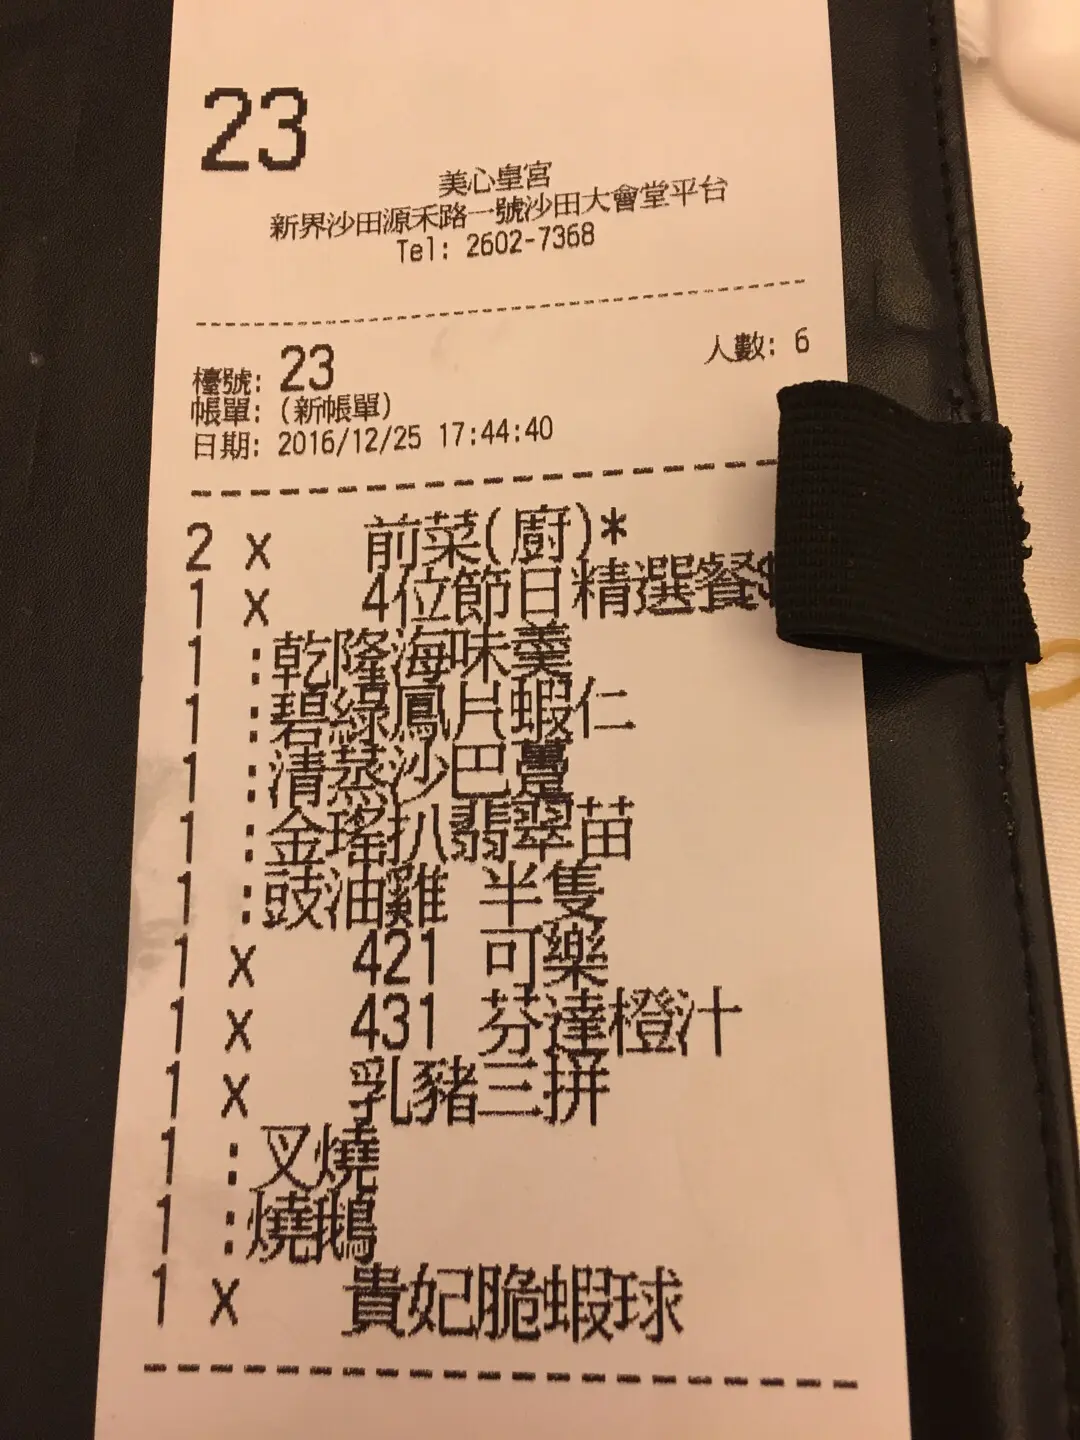 23
美心皇宮
新界沙田源禾路一號沙田大會堂平台
Tel: 2602-7368
檯號: 23
人數: 6
帳單: (新帳單)
日期: 2016/12/25 17:44:40
2 x 前菜(廚)*
1 x 4位節日精選餐
1 :乾隆海味羹
1 :碧綠鳳片蝦仁
1 :清蒸沙巴躉
1 :金瑤扒翡翠苗
1 :豉油雞 半隻
1 x 421 可樂
1 x 431 芬達橙汁
1 x 乳豬三拼
1 :叉燒
1 :燒鵝
1 x 貴妃脆蝦球